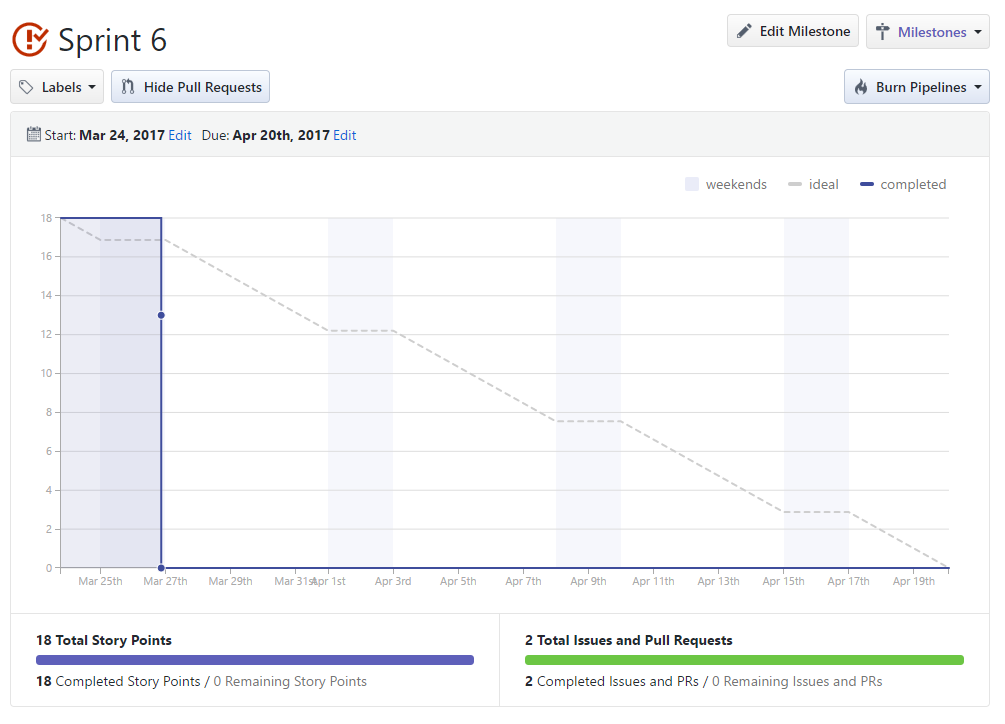 Sprint 6
Edit Milestone
Milestones
Labels
Hide Pull Requests
Burn Pipelines
Start: Mar 24, 2017 Edit Due: Apr 20th, 2017 Edit
weekends ideal completed
18
16
14
12
10
8
6
4
2
0
Mar 25th Mar 27th Mar 29th Mar 31st Apr 1st Apr 3rd Apr 5th Apr 7th Apr 9th Apr 11th Apr 13th Apr 15th Apr 17th Apr 19th
18 Total Story Points
18 Completed Story Points / 0 Remaining Story Points
2 Total Issues and Pull Requests
2 Completed Issues and PRs / 0 Remaining Issues and PRs